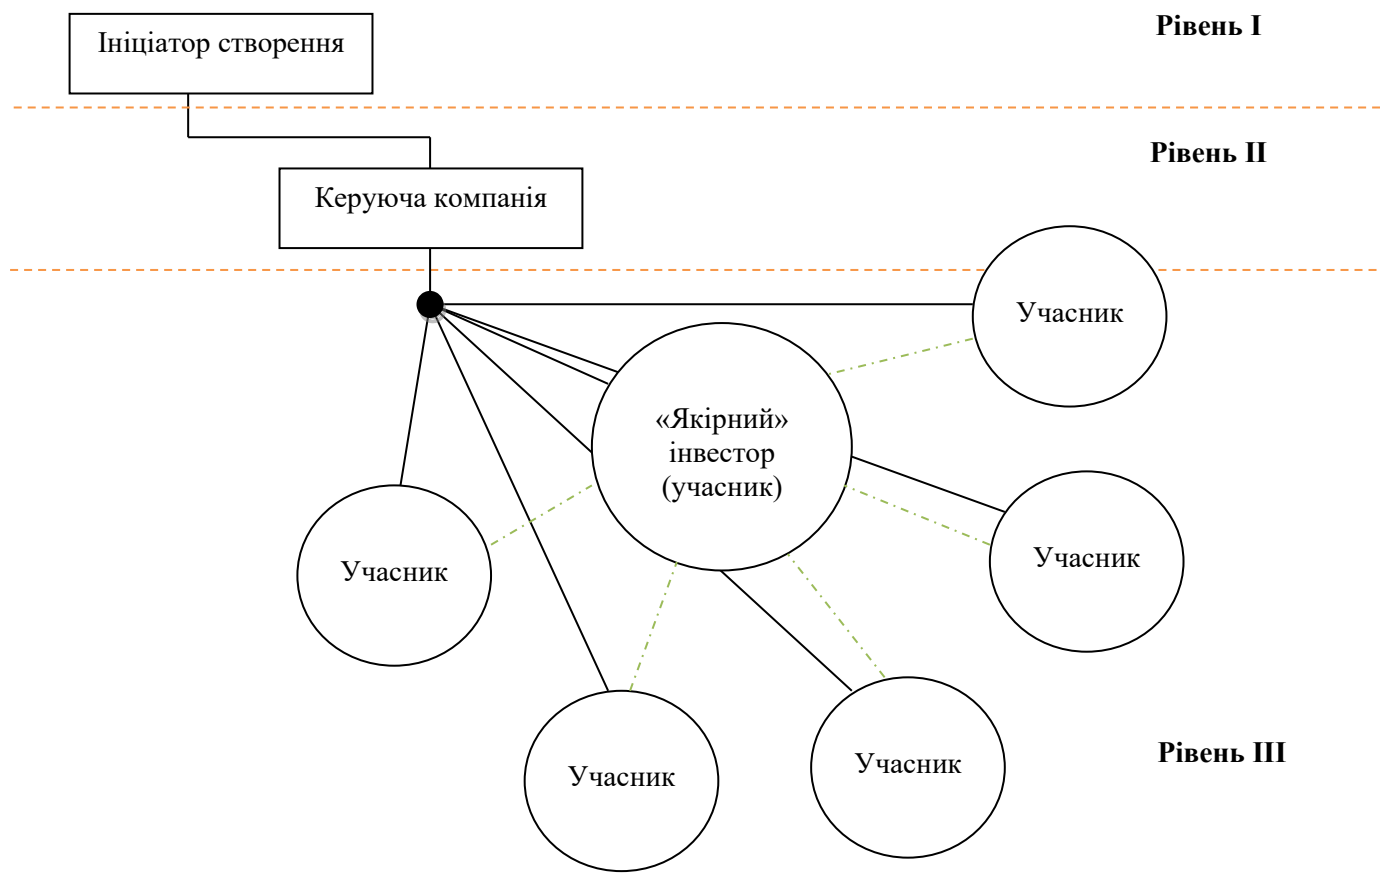 Ініціатор створення
Рівень І
Рівень ІІ
Керуюча компанія
Учасник
«Якірний»
інвестор
(учасник)
Учасник
Учасник
Учасник
Учасник
Рівень ІІІ